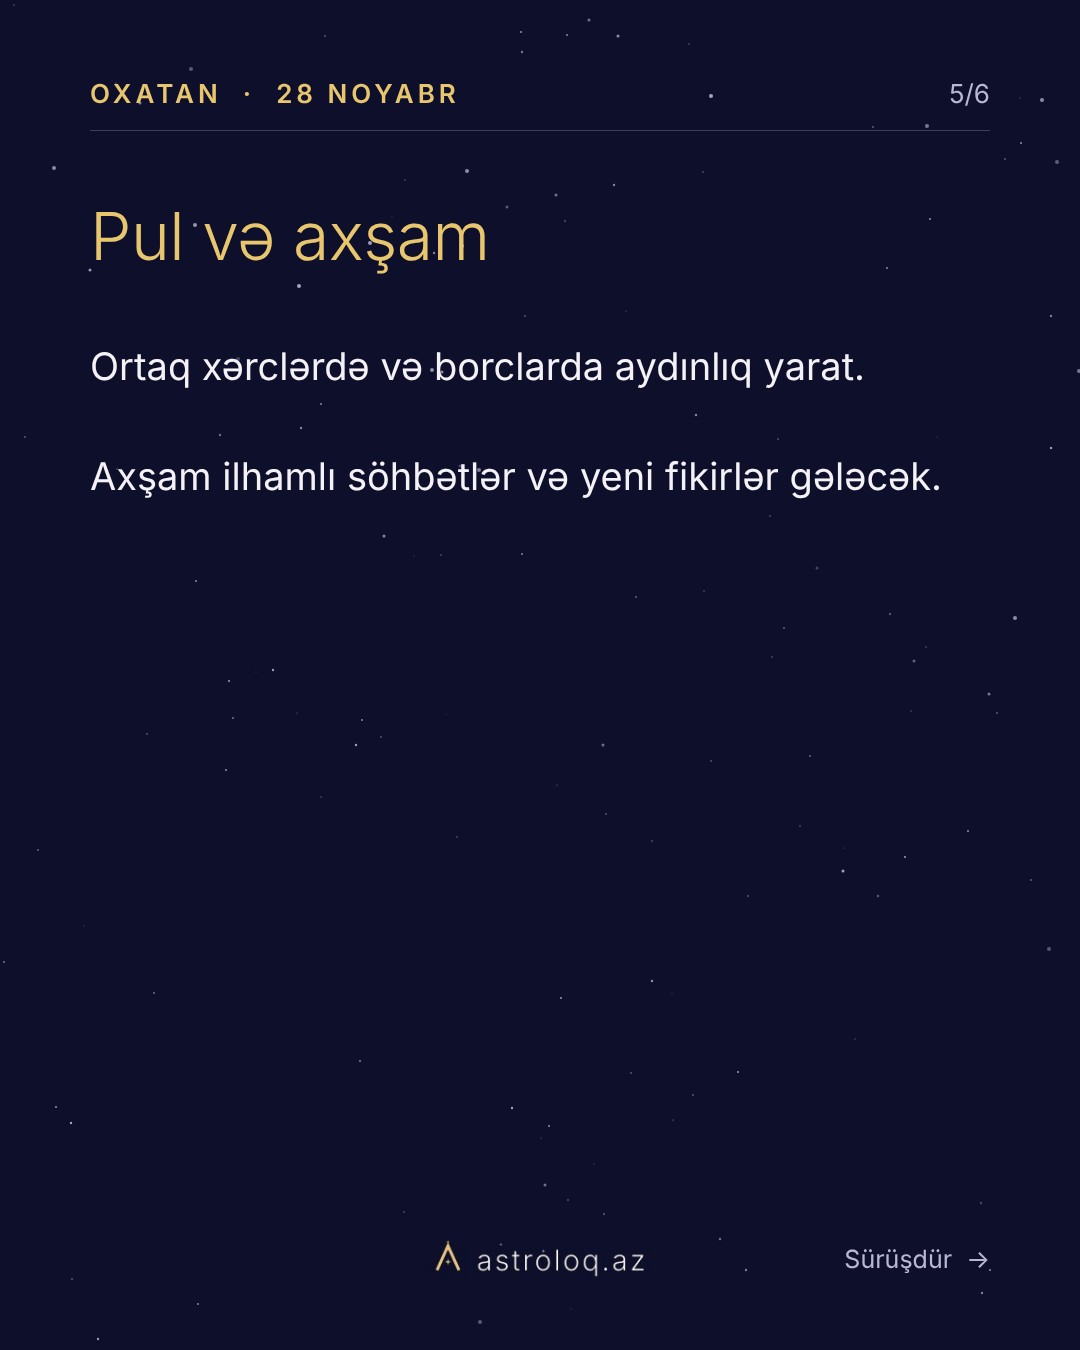 OXATAN · 28 NOYABR 5/6
Pul və axşam
Ortaq xərclərdə və borclarda aydınlıq yarat.
Axşam ilhamlı söhbətlər və yeni fikirlər gələcək.
astroloq.az Sürüşdür →